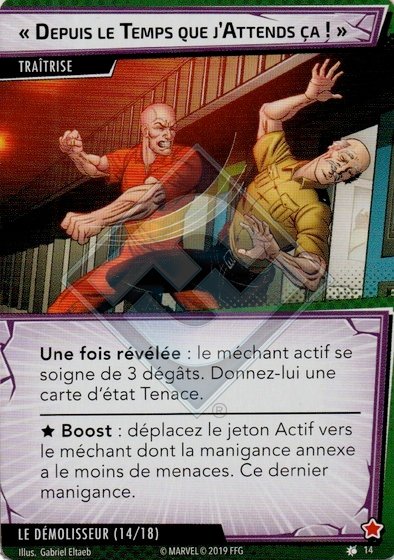 « Depuis le Temps que j'Attends ça ! »
TRAÎTRISE
Une fois révélée : le méchant actif se
soigne de 3 dégâts. Donnez-lui une
carte d'état Tenace.
★ Boost : déplacez le jeton Actif vers
le méchant dont la manigance annexe
a le moins de menaces. Ce dernier
manigance.
LE DÉMOLISSEUR (14/18)
Illus. Gabriel Eltaeb
© MARVEL © 2019 FFG
14